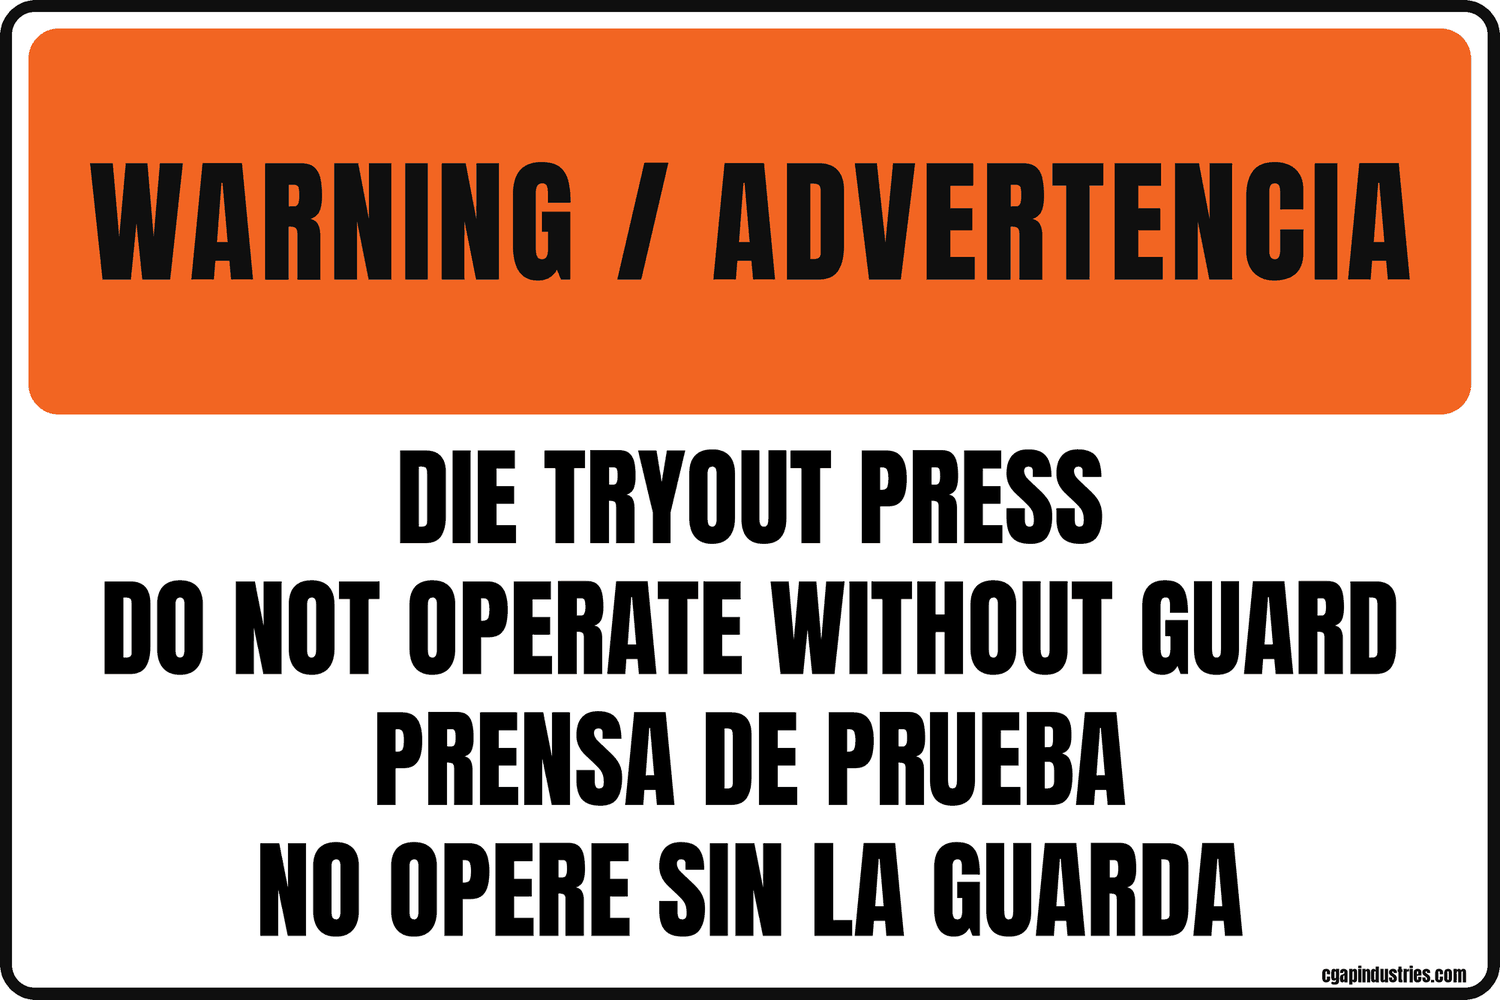 WARNING / ADVERTENCIA
DIE TRYOUT PRESS
DO NOT OPERATE WITHOUT GUARD
PRENSA DE PRUEBA
NO OPERE SIN LA GUARDA
cgapindustries.com